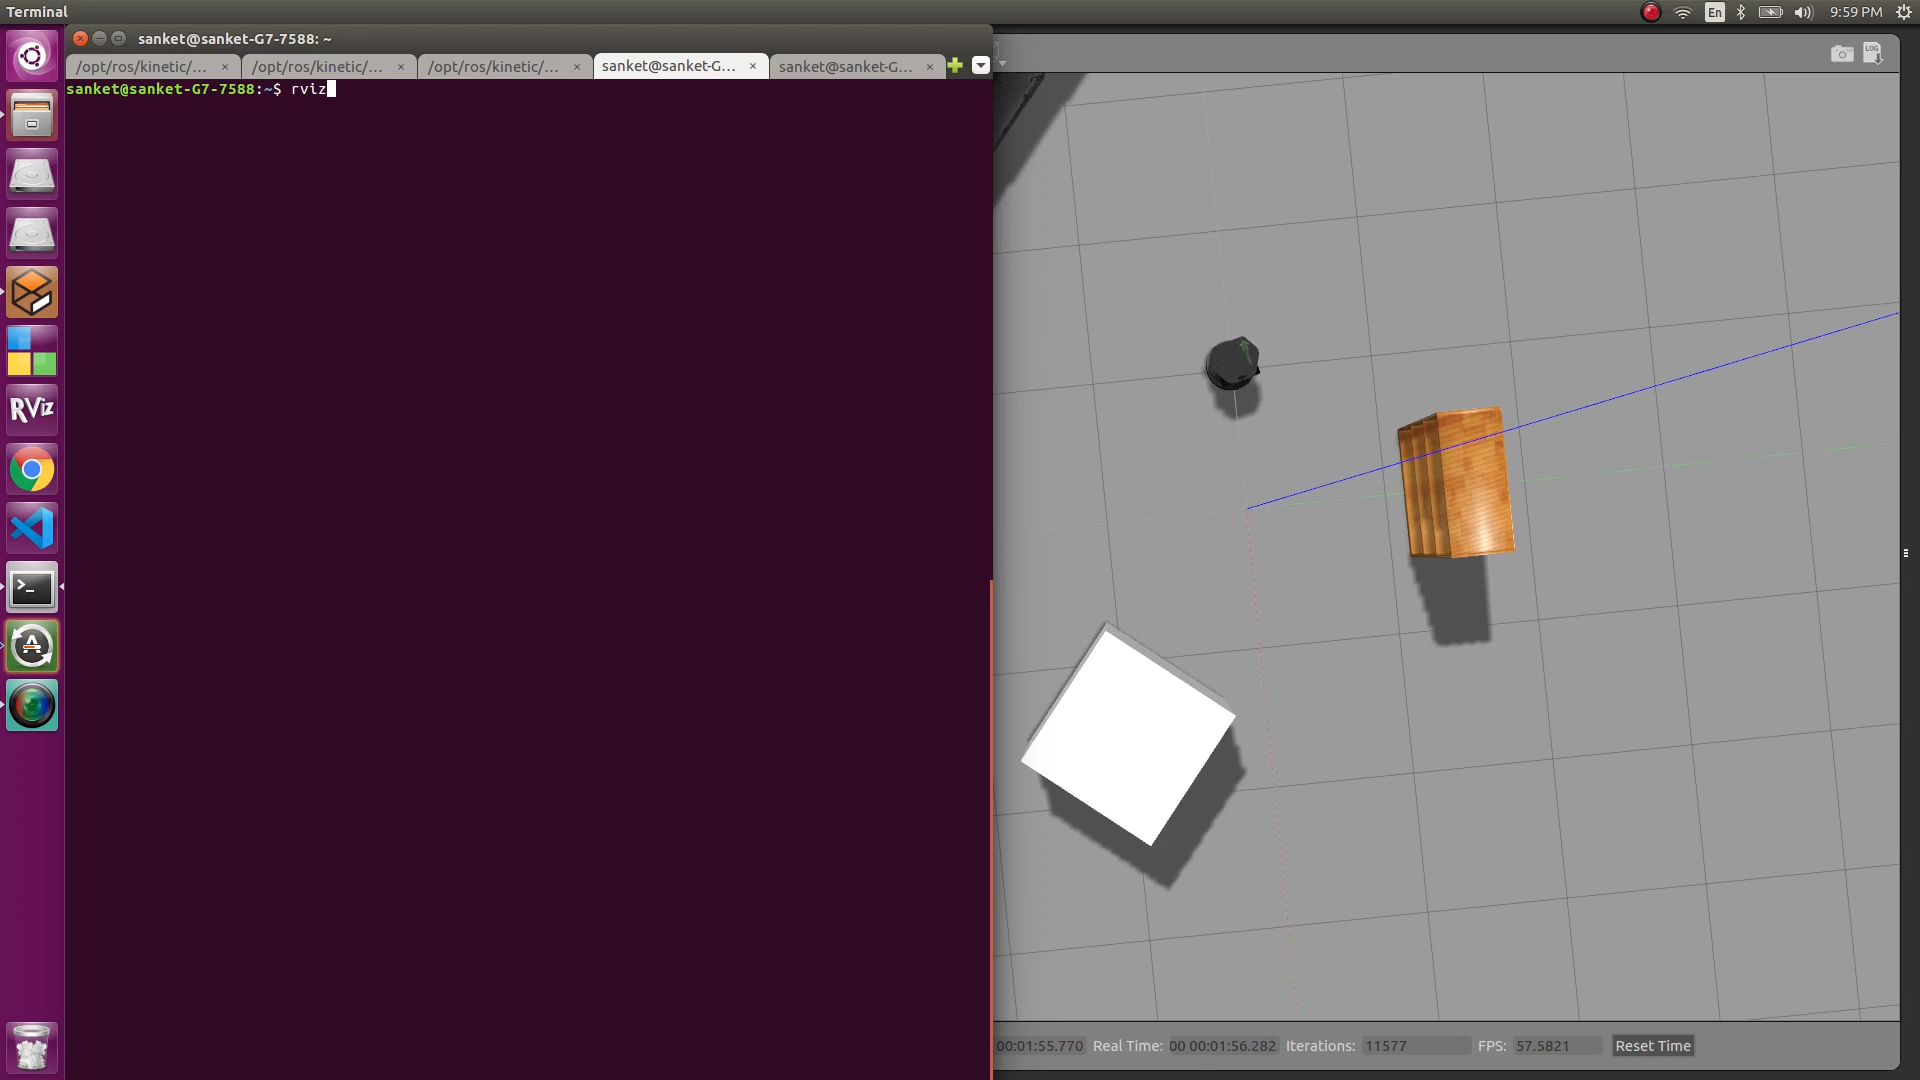 Terminal
En
9:59 PM
sanket@sanket-G7-7588: ~
/opt/ros/kinetic/... × /opt/ros/kinetic/... × /opt/ros/kinetic/... × sanket@sanket-G... × sanket@sanket-G... ×
LOG
sanket@sanket-G7-7588:~$ rviz
RViz
00:01:55.770 Real Time: 00 00:01:56.282 Iterations: 11577 FPS: 57.5821 Reset Time